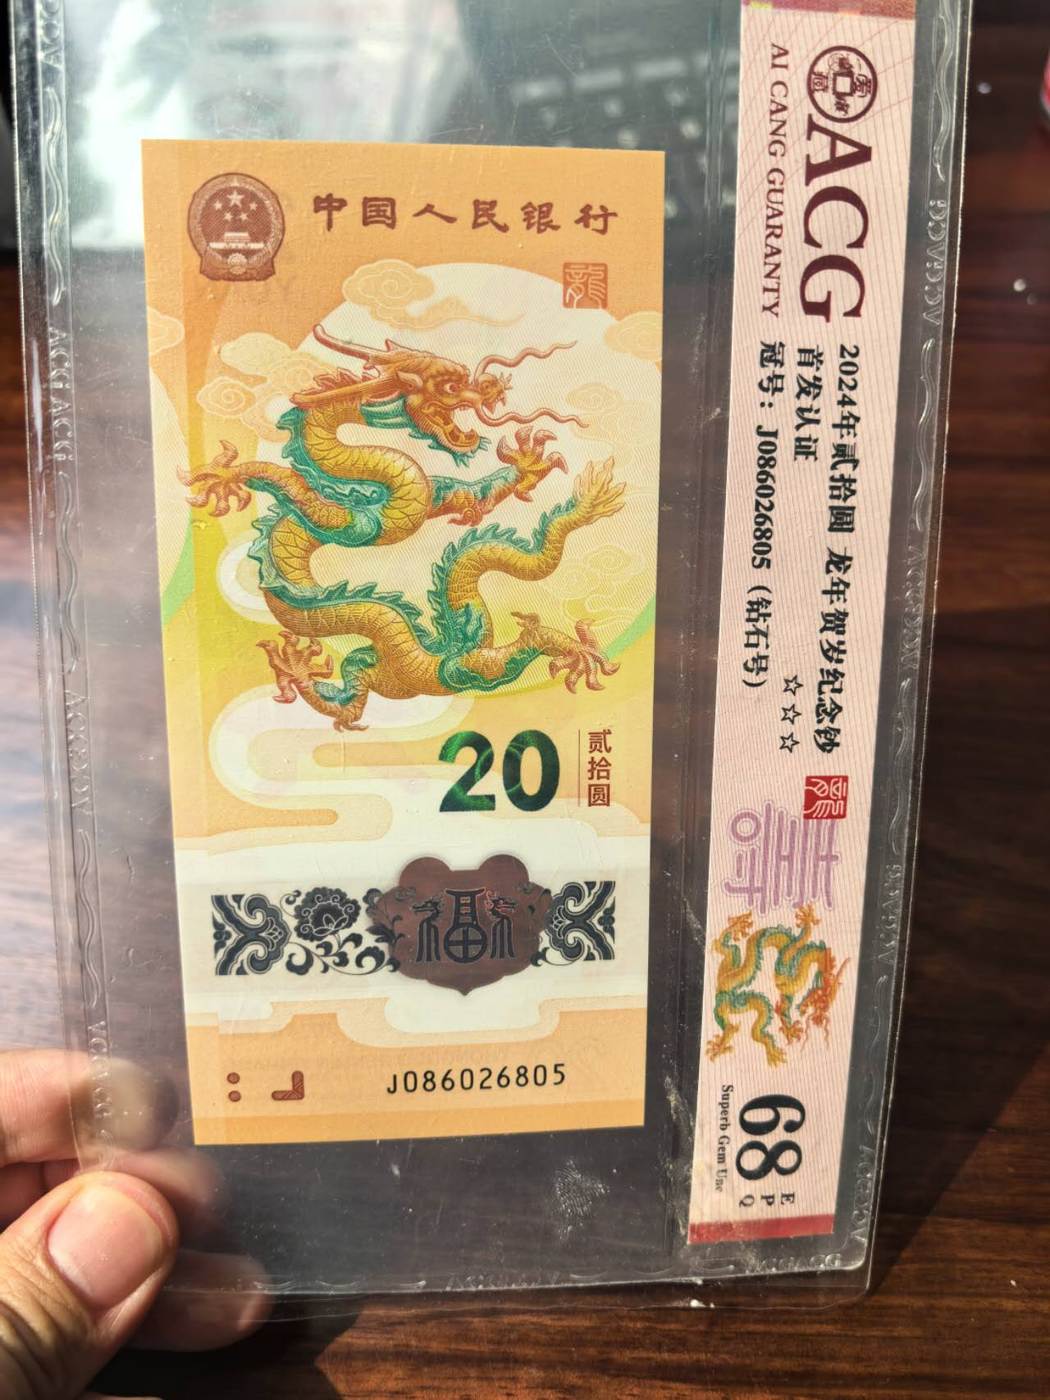 中国人民银行
龍
20
贰拾圆
福
J086026805
ACG
AI CANG GUARANTY
2024年贰拾圆 龙年贺岁纪念钞
首发认证 ☆☆☆
冠号：J086026805（钻石号）
68 EPQ
Superb Gem Unc